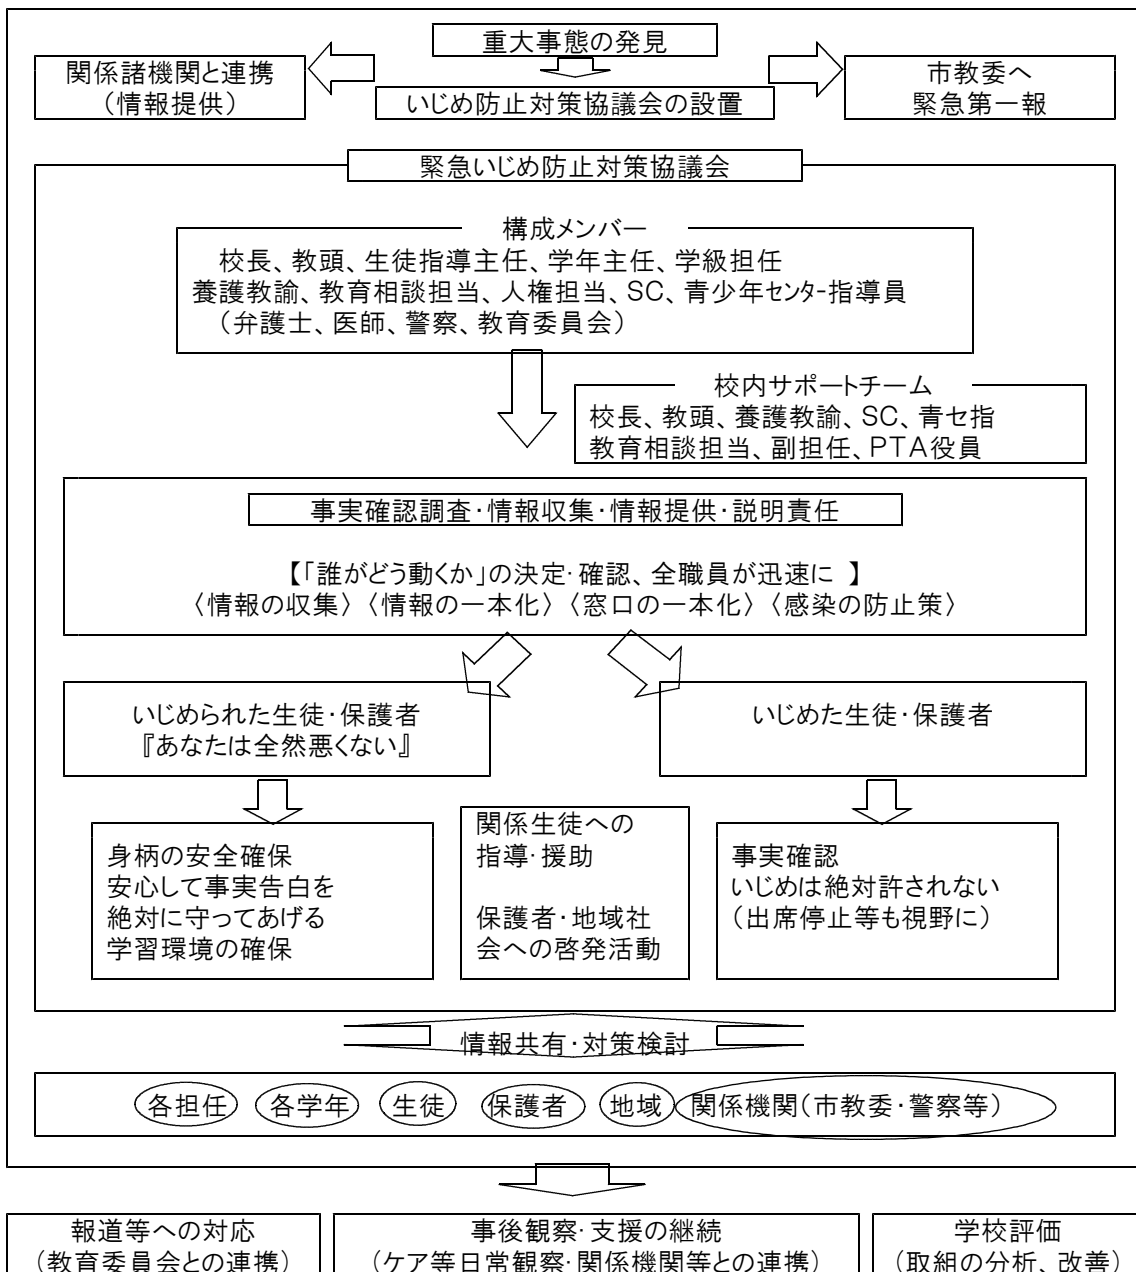 重大事態の発見
関係諸機関と連携
（情報提供）
いじめ防止対策協議会の設置
市教委へ
緊急第一報
緊急いじめ防止対策協議会
構成メンバー
校長、教頭、生徒指導主任、学年主任、学級担任
養護教諭、教育相談担当、人権担当、SC、青少年ｾﾝﾀｰ指導員
（弁護士、医師、警察、教育委員会）
校内サポートチーム
校長、教頭、養護教諭、SC、青セ指
教育相談担当、副担任、PTA役員
事実確認調査・情報収集・情報提供・説明責任
【「誰がどう動くか」の決定・確認、全職員が迅速に 】
〈情報の収集〉〈情報の一本化〉〈窓口の一本化〉〈感染の防止策〉
いじめられた生徒・保護者
『あなたは全然悪くない』
いじめた生徒・保護者
身柄の安全確保
安心して事実告白を
絶対に守ってあげる
学習環境の確保
関係生徒への
指導・援助
保護者・地域社
会への啓発活動
事実確認
いじめは絶対許されない
（出席停止等も視野に）
情報共有・対策検討
各担任 各学年 生徒 保護者 地域 関係機関（市教委・警察等）
報道等への対応
（教育委員会との連携）
事後観察・支援の継続
（ケア等日常観察・関係機関等との連携）
学校評価
（取組の分析、改善）